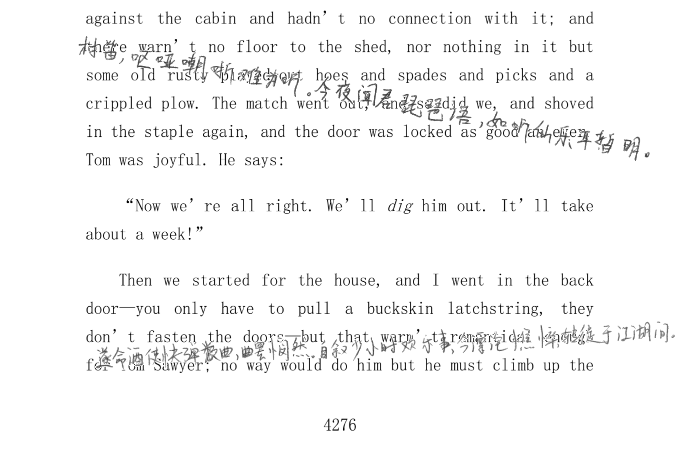 against the cabin and hadn’t no connection with it; and
there warn’t no floor to the shed, nor nothing in it but
村笛，呕哑嘲哳难为听。今夜闻君琵琶语，如听仙乐耳暂明。
some old rusty played-out hoes and spades and picks and a
crippled plow. The match went out, and so did we, and shoved
in the staple again, and the door was locked as good as ever.
Tom was joyful. He says:
“Now we’re all right. We’ll dig him out. It’ll take
about a week!”
Then we started for the house, and I went in the back
door—you only have to pull a buckskin latchstring, they
don’t fasten the doors—but that warn’t romantical enough
遂命酒使快弹数曲，曲罢悯然。自叙少小时欢乐事，今漂沦憔悴，转徙于江湖间。
for Tom Sawyer; no way would do him but he must climb up the
4276